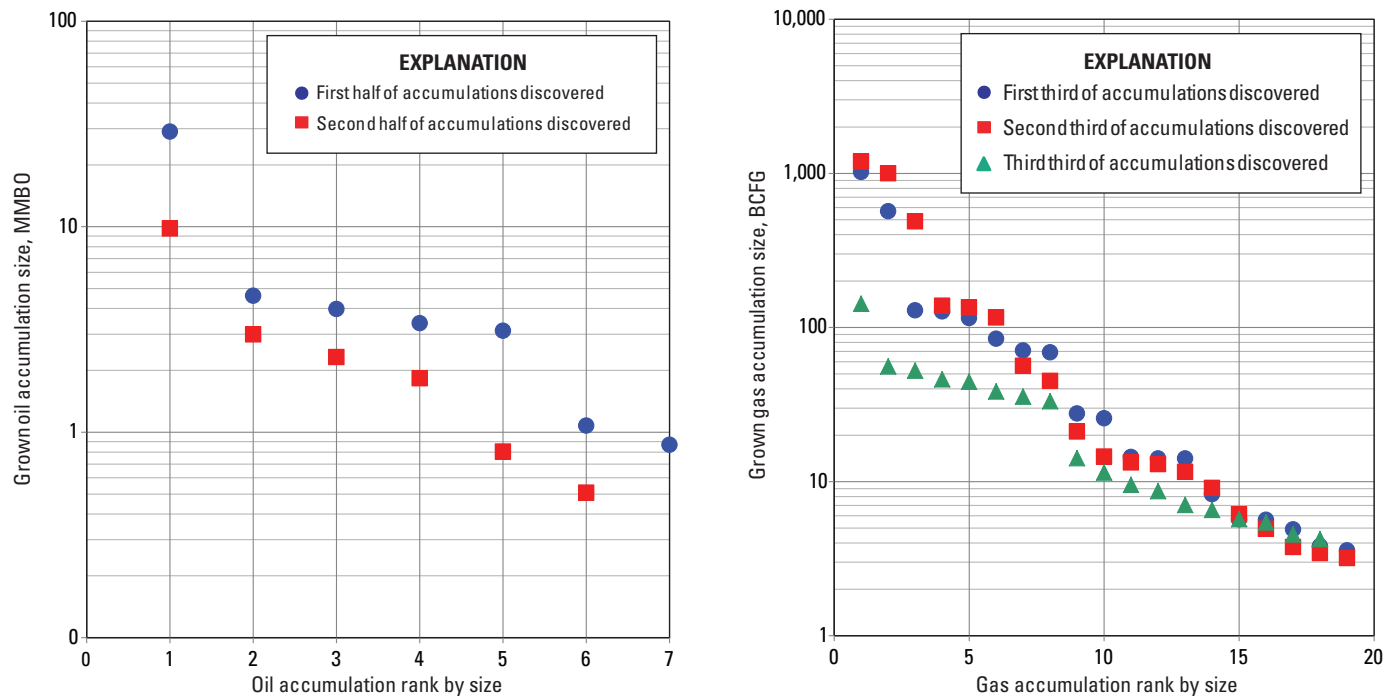 100
10
1
0
Grown oil accumulation size, MMBO
EXPLANATION
First half of accumulations discovered
Second half of accumulations discovered
0 1 2 3 4 5 6 7
Oil accumulation rank by size
10,000
1,000
100
10
1
Grown gas accumulation size, BCFG
EXPLANATION
First third of accumulations discovered
Second third of accumulations discovered
Third third of accumulations discovered
0 5 10 15 20
Gas accumulation rank by size